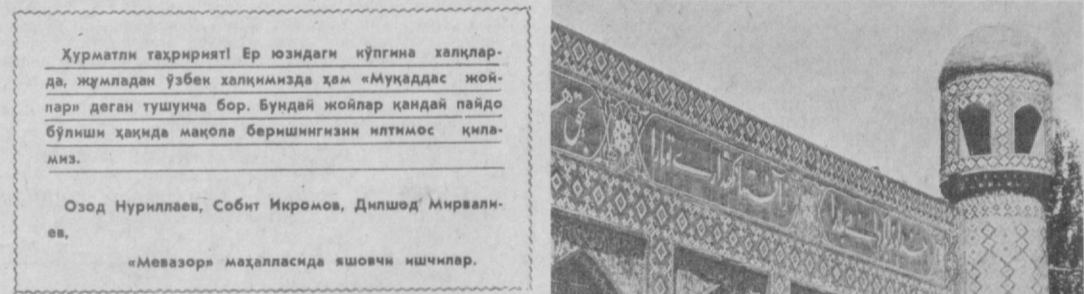 Ҳурматли таҳририят! Ер юзидаги кўпгина халқлар-
да, жумладан ўзбек халқимизда ҳам «Муқаддас жой-
лар» деган тушунча бор. Бундай жойлар қандай пайдо
бўлиши ҳақида мақола беришингизни илтимос қила-
миз.
Озод Нуриллаев, Собит Икромов, Дилшод Мирвали-
ев,
«Мевазор» маҳалласида яшовчи ишчилар.